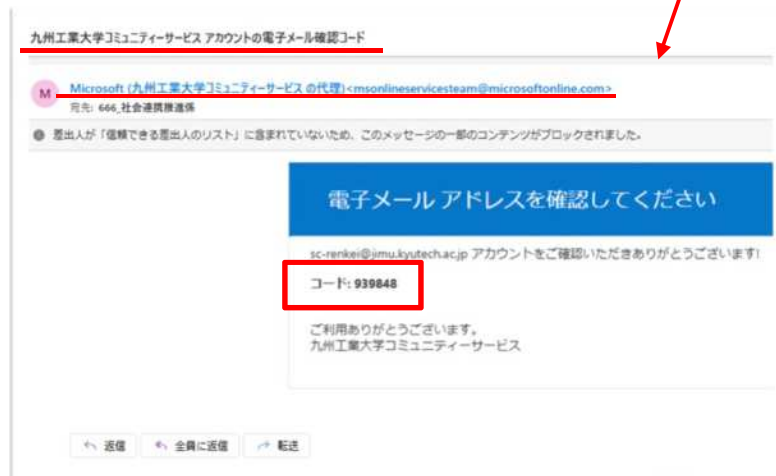 九州工業大学コミュニティーサービス アカウントの電子メール確認コード
M
Microsoft (九州工業大学コミュニティーサービス の代理)<msonlineservicesteam@microsoftonline.com>
宛先: 666_社会連携推進係
差出人が「信頼できる差出人のリスト」に含まれていないため、このメッセージの一部のコンテンツがブロックされました。
電子メール アドレスを確認してください
sc-renkei@jimu.kyutech.ac.jp アカウントをご確認いただきありがとうございます!
コード: 939848
ご利用ありがとうございます。
九州工業大学コミュニティーサービス
返信 全員に返信 転送